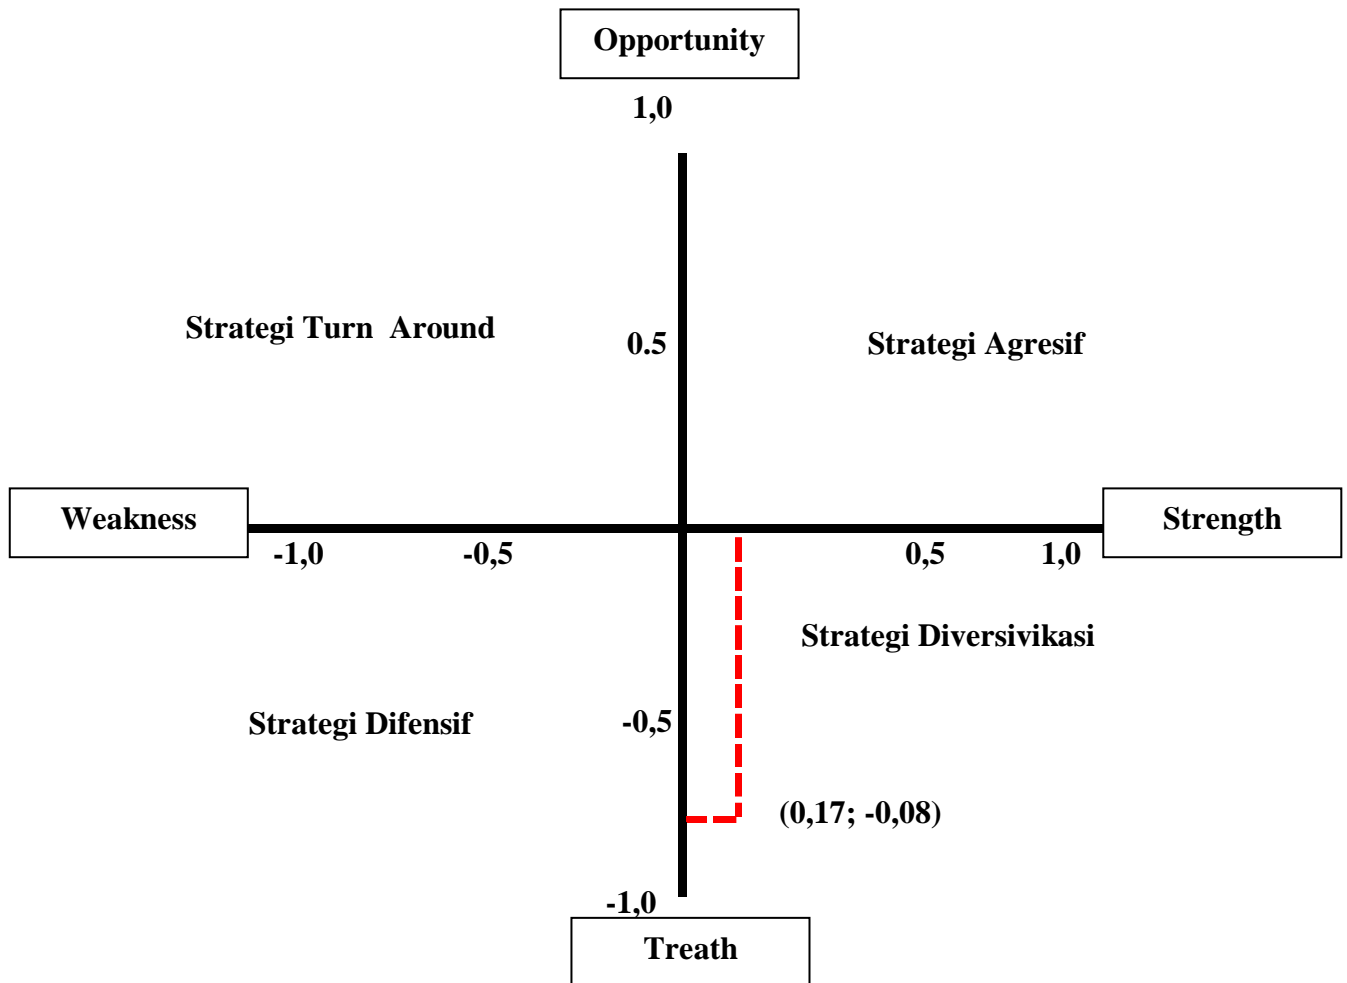 Opportunity
1,0
Strategi Turn Around
0.5
Strategi Agresif
Weakness
Strength
-1,0
-0,5
0,5
1,0
Strategi Diversivikasi
Strategi Difensif
-0,5
(0,17; -0,08)
-1,0
Treath